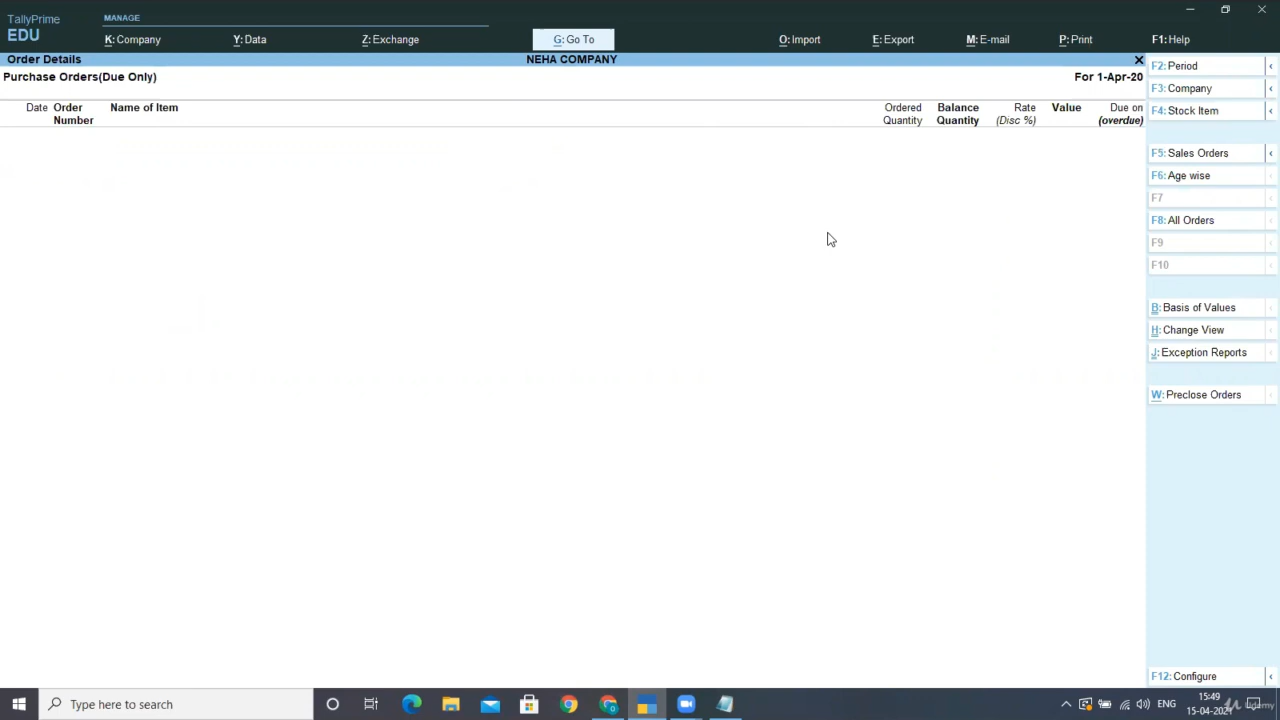 TallyPrime
MANAGE
EDU
K: Company
Y: Data
Z: Exchange
G: Go To
O: Import
E: Export
M: E-mail
P: Print
F1: Help
Order Details
NEHA COMPANY
Purchase Orders(Due Only)
For 1-Apr-20
Date
Order Number
Name of Item
Ordered Quantity
Balance Quantity
Rate (Disc %)
Value
Due on (overdue)
F2: Period
F3: Company
F4: Stock Item
F5: Sales Orders
F6: Age wise
F7
F8: All Orders
F9
F10
B: Basis of Values
H: Change View
J: Exception Reports
W: Preclose Orders
F12: Configure
Type here to search
ENG
15:49
15-04-2021
Udemy